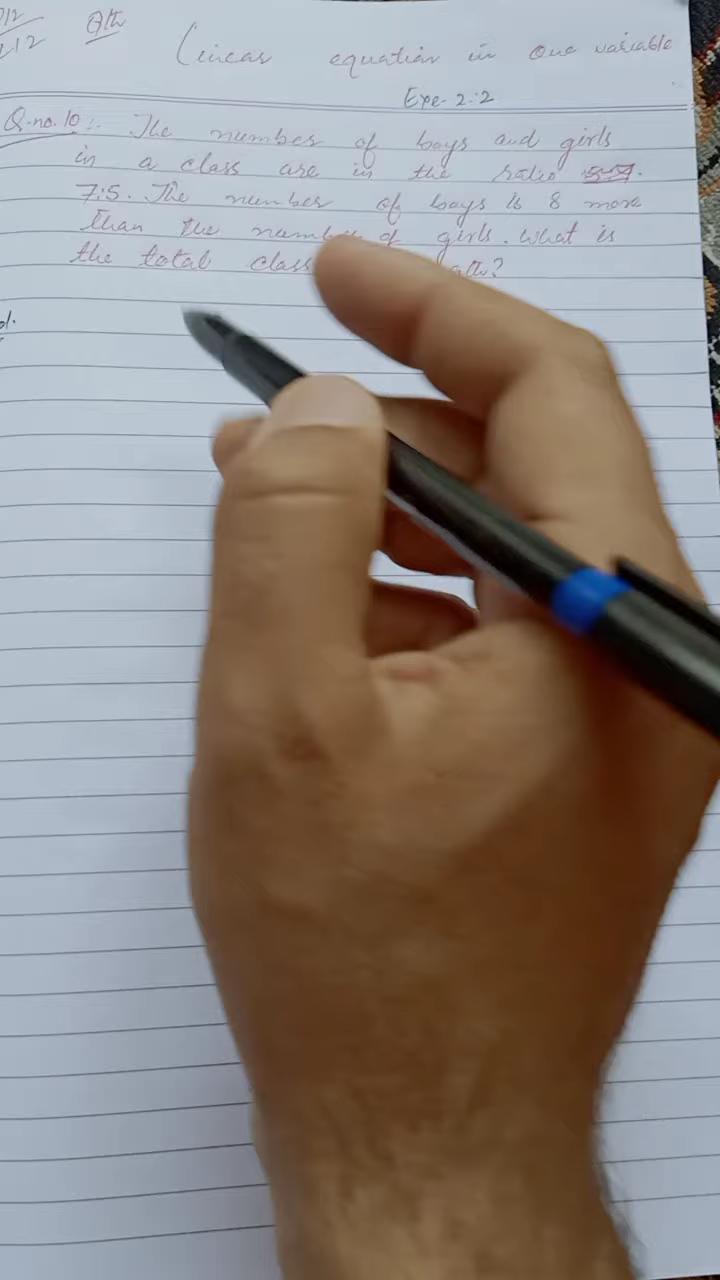 8th
Linear equation in one variable
Exe- 2.2
Q.no.10:. The number of boys and girls
in a class are in the ratio
7:5. The number of boys is 8 more
than the number of girls. What is
the total class